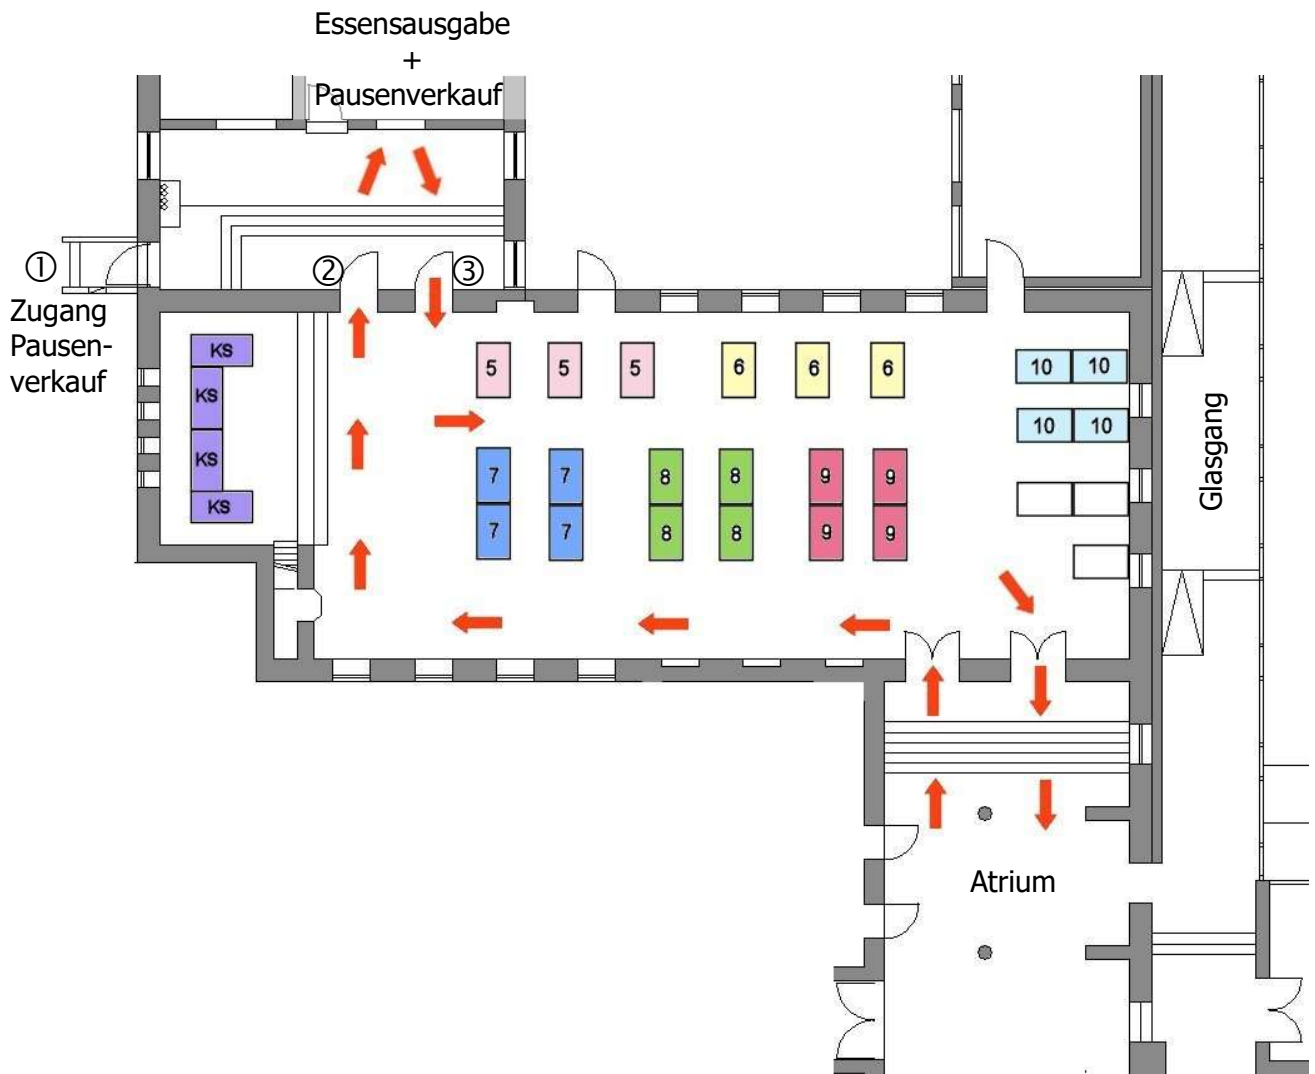 Essensausgabe
+
Pausenverkauf
①
②
③
Zugang
Pausen-
verkauf
KS
KS
KS
KS
5 5 5 6 6 6
10 10
10 10
7 7 8 8 9 9
7 7 8 8 9 9
Glasgang
Atrium